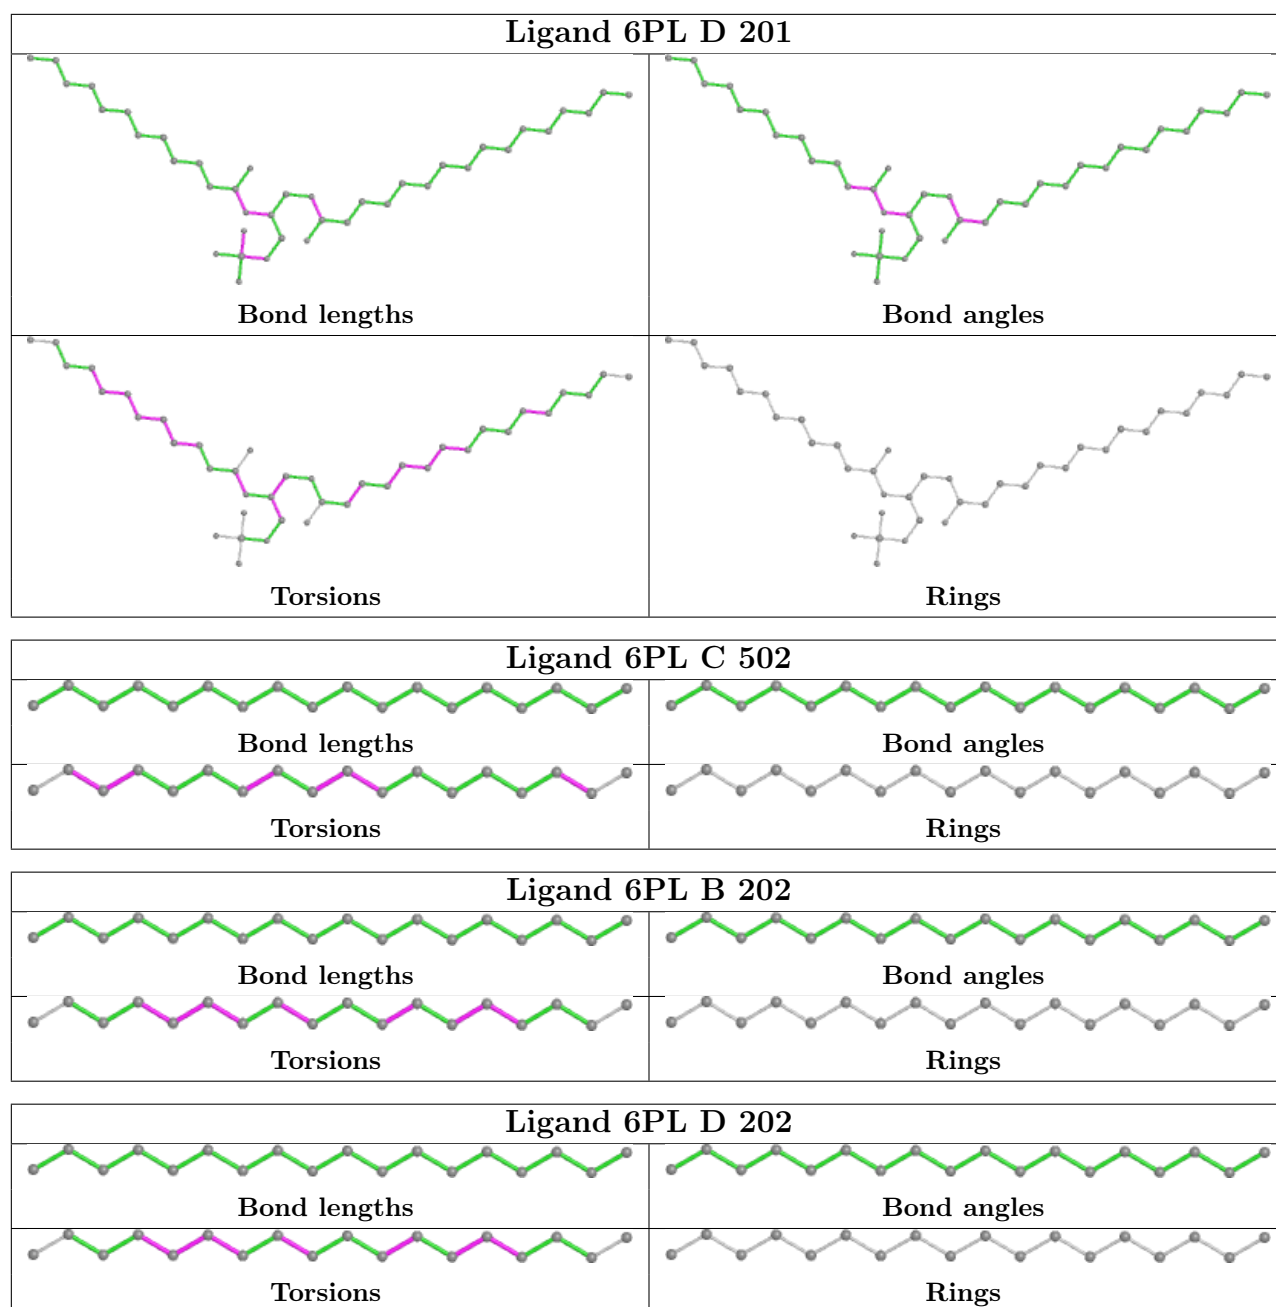 Ligand 6PL D 201
Bond lengths
Bond angles
Torsions
Rings
Ligand 6PL C 502
Bond lengths
Bond angles
Torsions
Rings
Ligand 6PL B 202
Bond lengths
Bond angles
Torsions
Rings
Ligand 6PL D 202
Bond lengths
Bond angles
Torsions
Rings